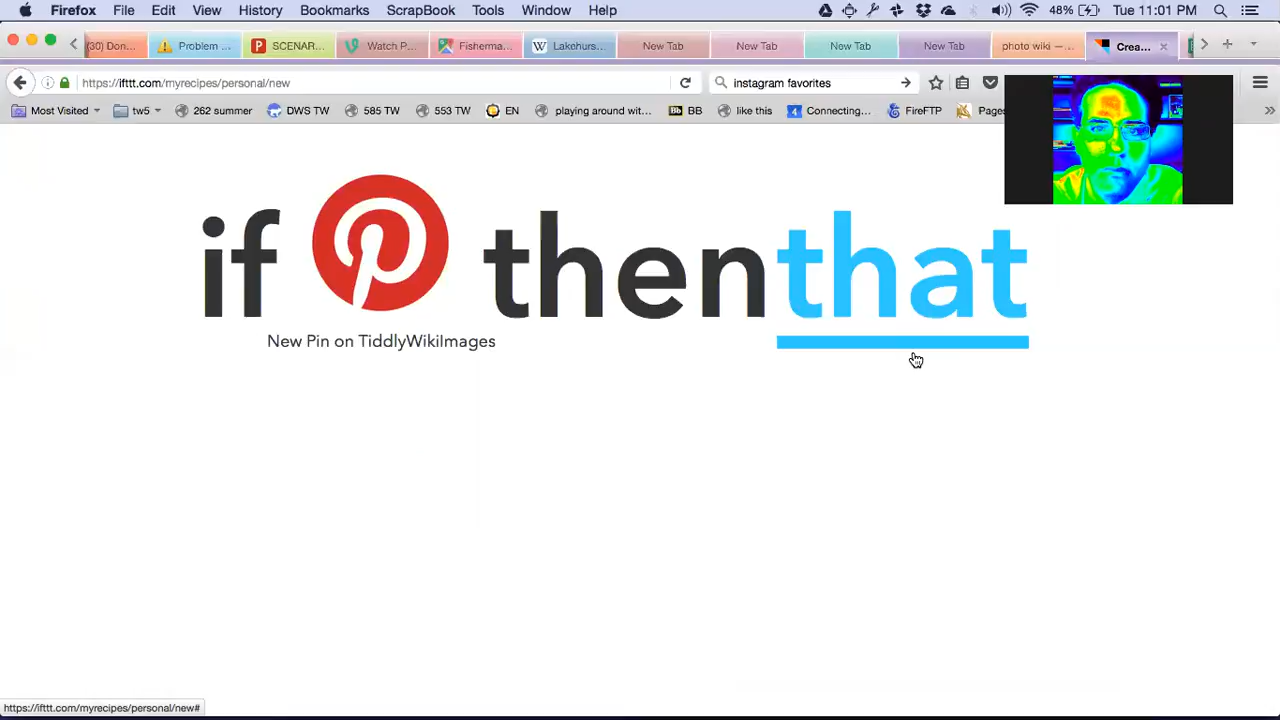 Firefox File Edit View History Bookmarks ScrapBook Tools Window Help 48% Tue 11:01 PM
(30) Don... Problem ... SCENAR... Watch P... Fisherma... Lakehurs... New Tab New Tab New Tab New Tab photo wiki —... Crea...
https://ifttt.com/myrecipes/personal/new instagram favorites
Most Visited tw5 262 summer DWS TW 5 TW 553 TW EN playing around wit... Bb BB like this Connecting... FireFTP Pages
if then that
New Pin on TiddlyWikiImages
https://ifttt.com/myrecipes/personal/new#